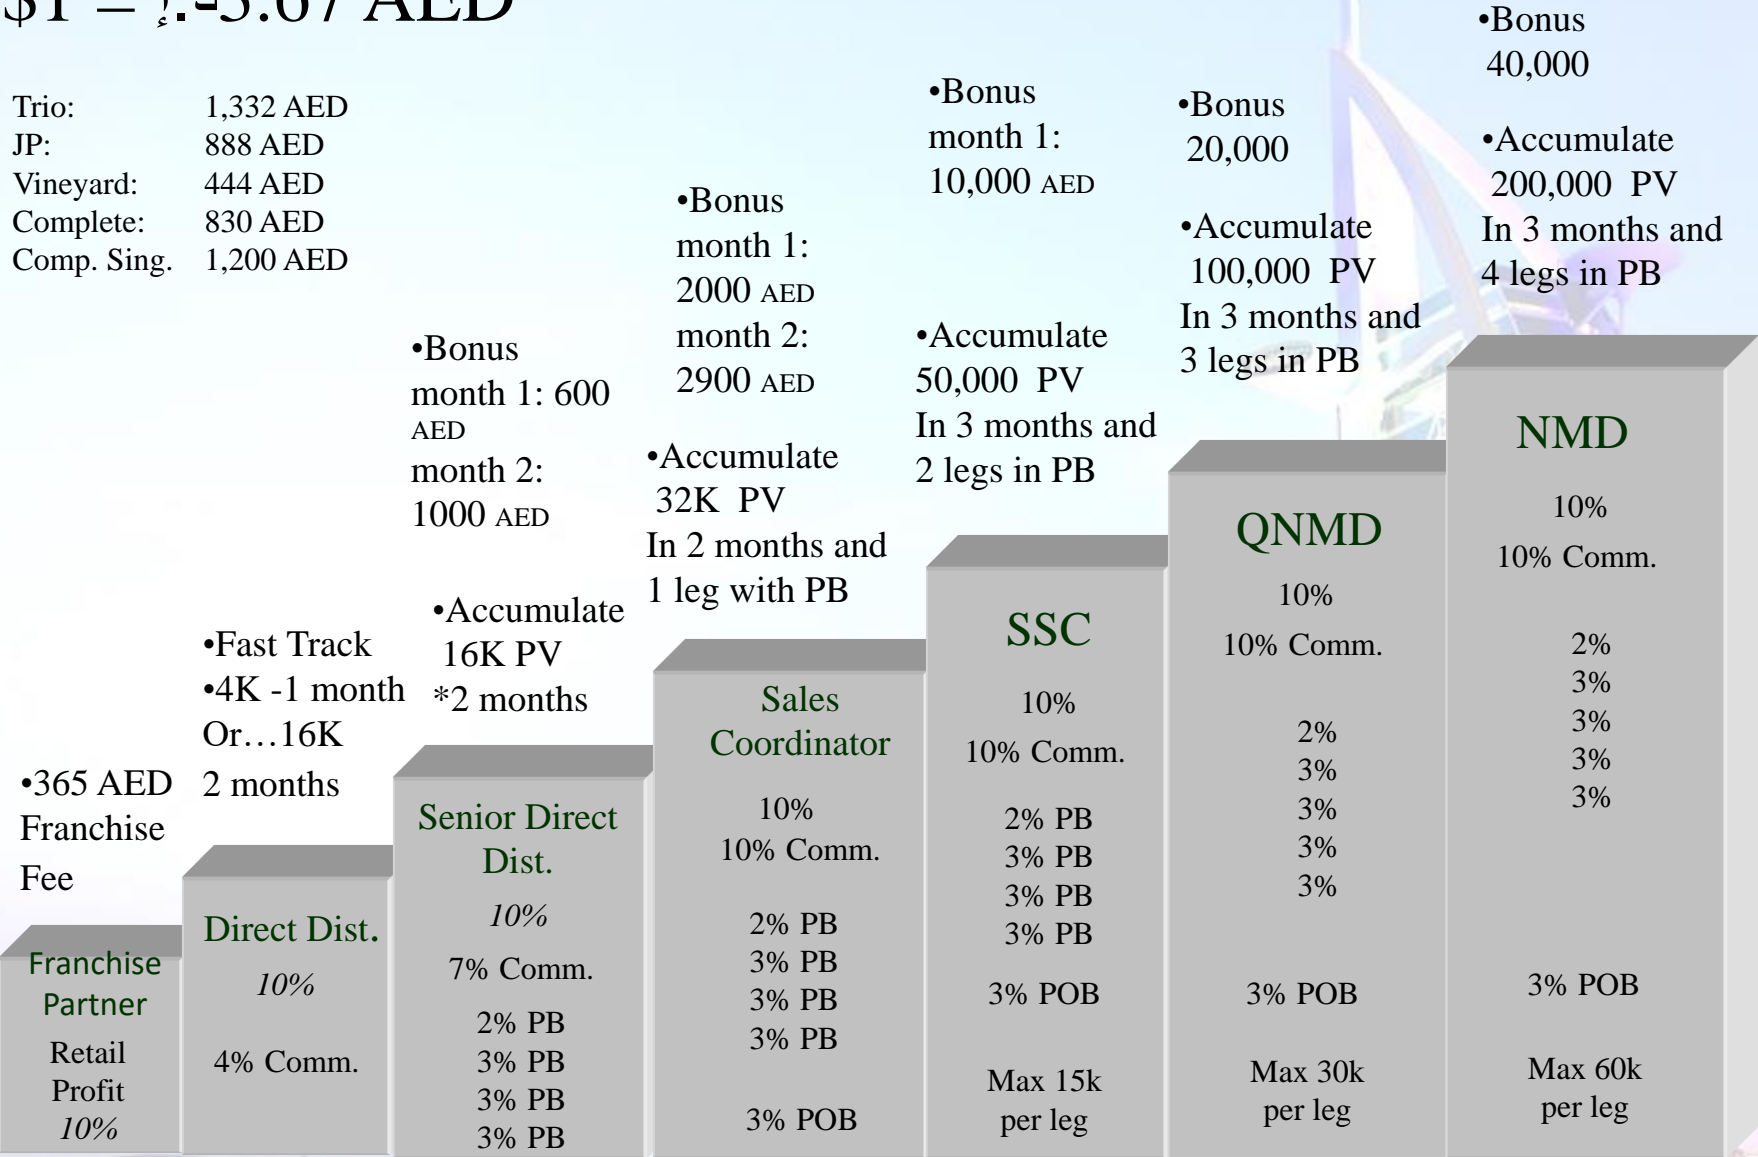 $1 = إ.-3.67 AED
Trio: 1,332 AED
JP: 888 AED
Vineyard: 444 AED
Complete: 830 AED
Comp. Sing. 1,200 AED
•365 AED
Franchise
Fee
Franchise
Partner
Retail
Profit
10%
•Fast Track
•4K -1 month
Or…16K
2 months
Direct Dist.
10%
4% Comm.
•Bonus
month 1: 600
AED
month 2:
1000 AED
•Accumulate
16K PV
*2 months
Senior Direct
Dist.
10%
7% Comm.
2% PB
3% PB
3% PB
3% PB
•Bonus
month 1:
2000 AED
month 2:
2900 AED
•Accumulate
32K PV
In 2 months and
1 leg with PB
Sales
Coordinator
10%
10% Comm.
2% PB
3% PB
3% PB
3% PB
3% POB
•Bonus
month 1:
10,000 AED
•Accumulate
50,000 PV
In 3 months and
2 legs in PB
SSC
10%
10% Comm.
2% PB
3% PB
3% PB
3% PB
3% POB
Max 15k
per leg
•Bonus
20,000
•Accumulate
100,000 PV
In 3 months and
3 legs in PB
QNMD
10%
10% Comm.
2%
3%
3%
3%
3%
3% POB
Max 30k
per leg
•Bonus
40,000
•Accumulate
200,000 PV
In 3 months and
4 legs in PB
NMD
10%
10% Comm.
2%
3%
3%
3%
3%
3% POB
Max 60k
per leg